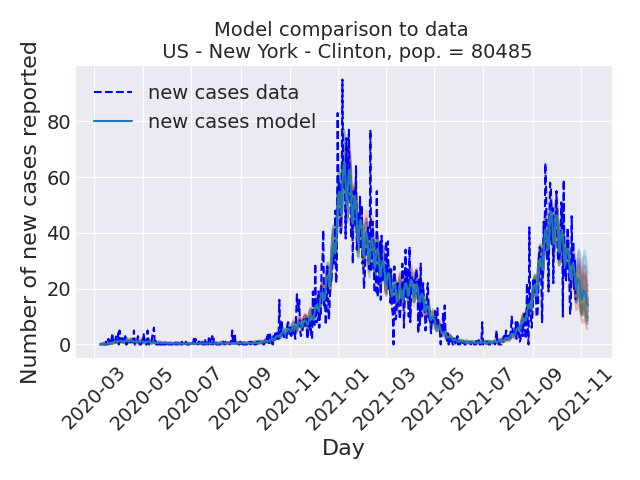 Model comparison to data
US - New York - Clinton, pop. = 80485
Number of new cases reported
new cases data
new cases model
80
60
40
20
0
2020-03
2020-05
2020-07
2020-09
2020-11
2021-01
2021-03
2021-05
2021-07
2021-09
2021-11
Day